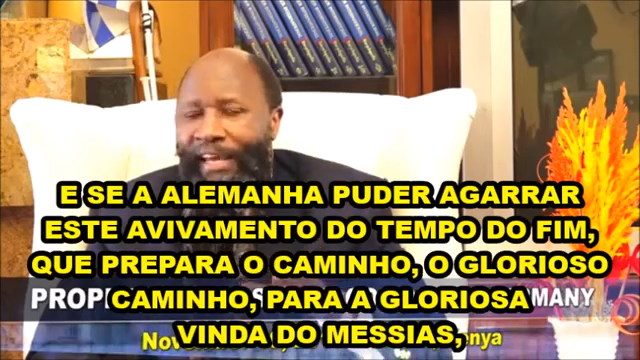 E SE A ALEMANHA PUDER AGARRAR
ESTE AVIVAMENTO DO TEMPO DO FIM,
QUE PREPARA O CAMINHO, O GLORIOSO
CAMINHO, PARA A GLORIOSA
VINDA DO MESSIAS,